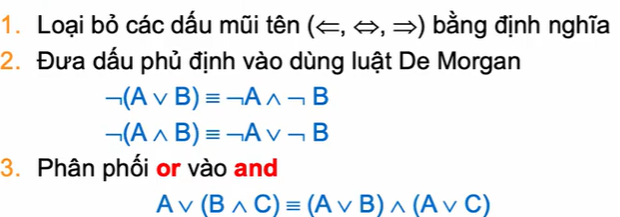 1. Loại bỏ các dấu mũi tên (⇐, ⇔, ⇒) bằng định nghĩa
2. Đưa dấu phủ định vào dùng luật De Morgan
¬(A ∨ B) ≡ ¬A ∧ ¬ B
¬(A ∧ B) ≡ ¬A ∨ ¬ B
3. Phân phối or vào and
A ∨ (B ∧ C) ≡ (A ∨ B) ∧ (A ∨ C)